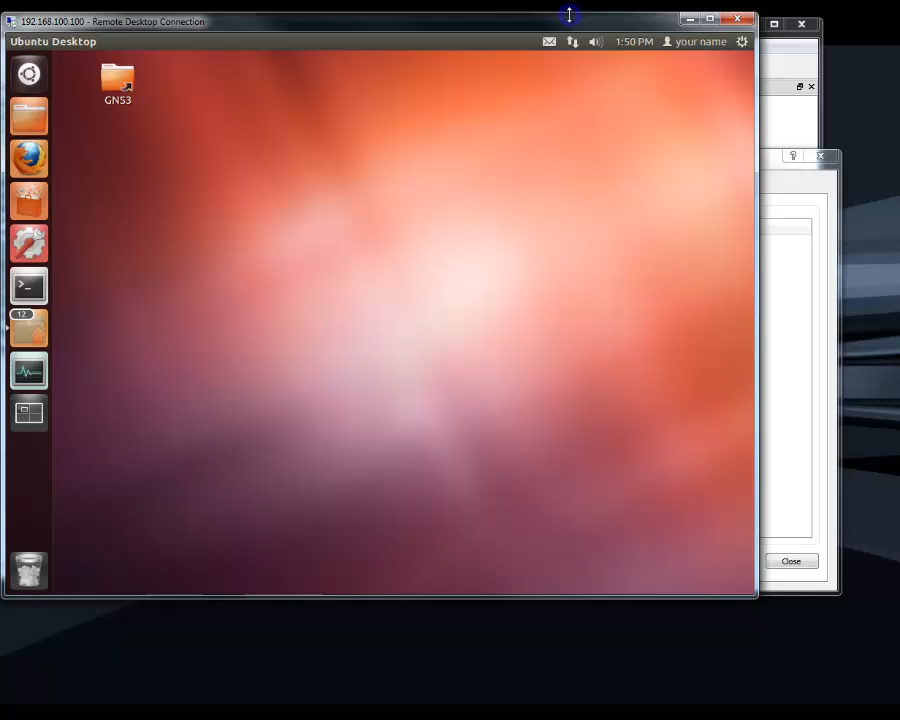 192.168.100.100 - Remote Desktop Connection
Ubuntu Desktop
1:50 PM
your name
GNS3
>_
12
?
Close